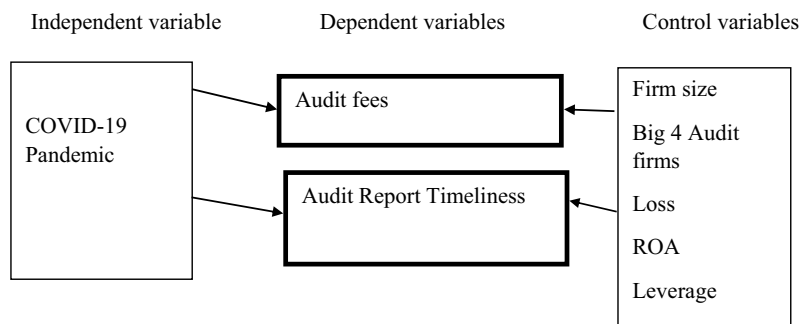 Independent variable
Dependent variables
Control variables
COVID-19
Pandemic
Audit fees
Audit Report Timeliness
Firm size
Big 4 Audit
firms
Loss
ROA
Leverage